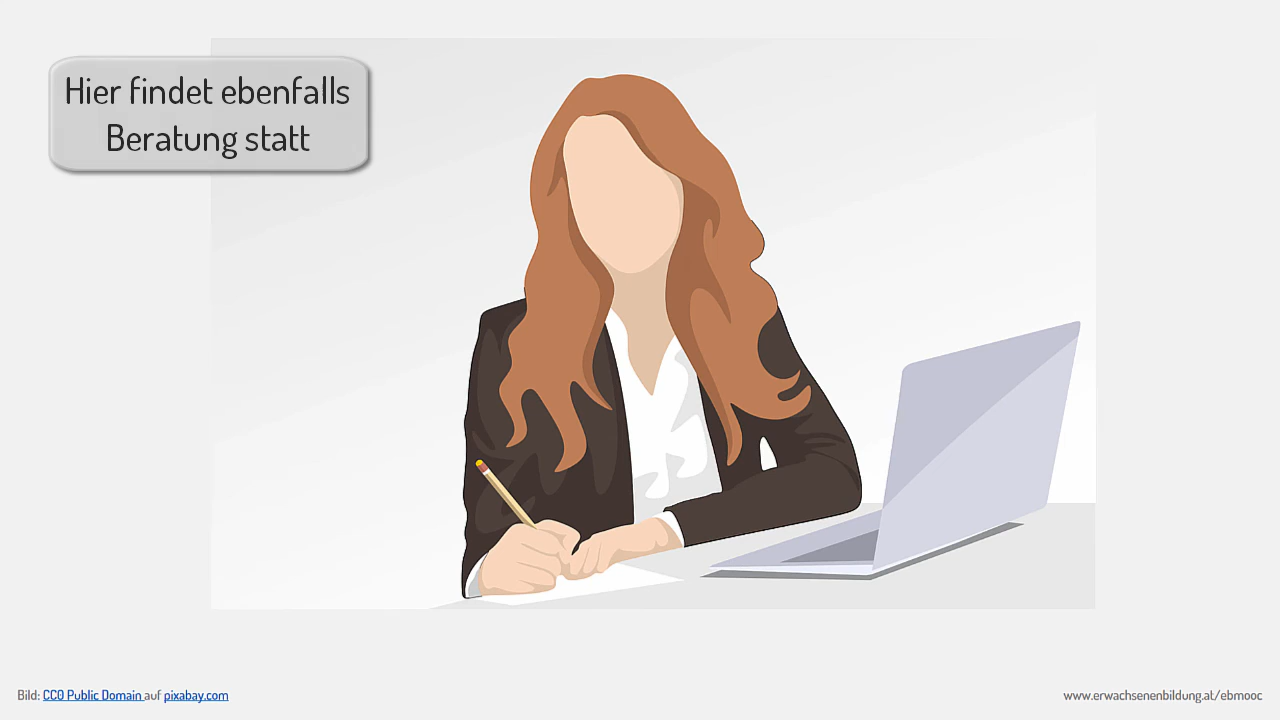 Hier findet ebenfalls
Beratung statt
Bild: CC0 Public Domain auf pixabay.com
www.erwachsenenbildung.at/ebmooc